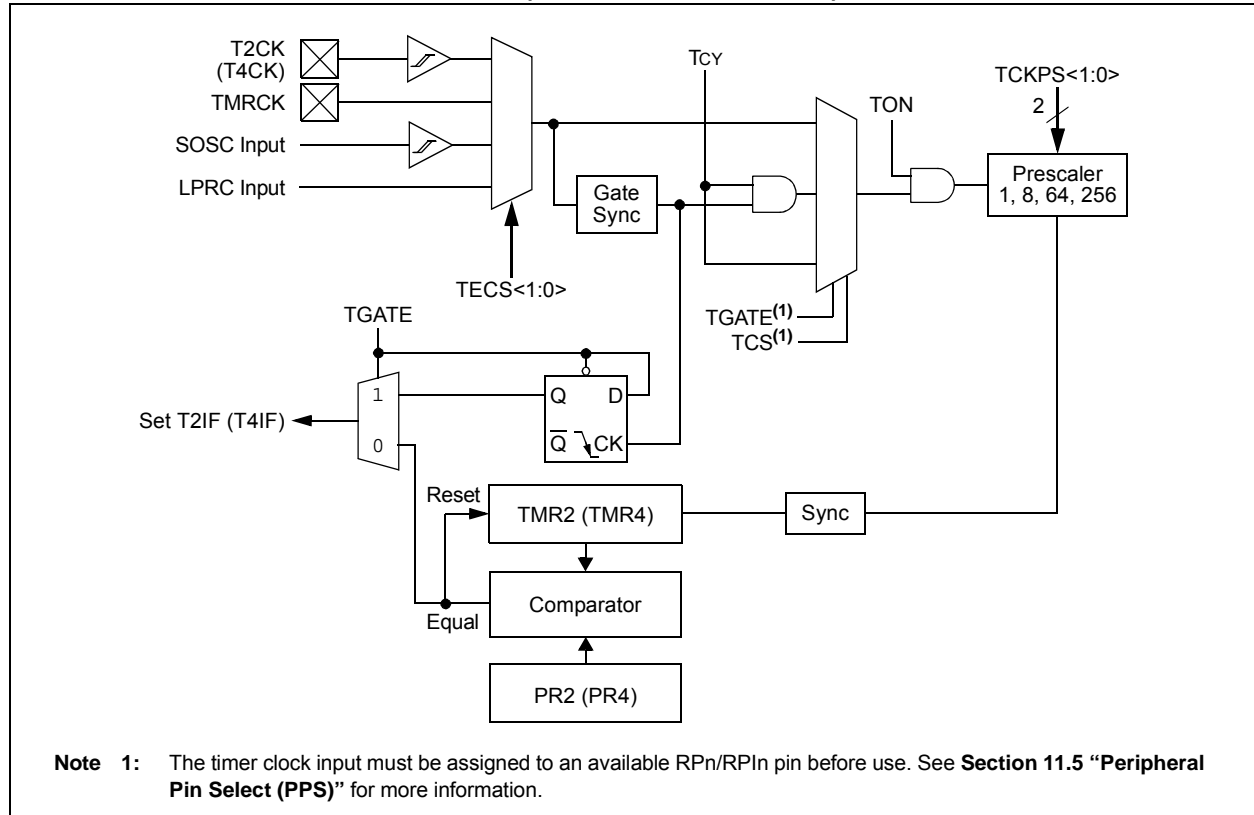 T2CK
(T4CK)
TMRCK
SOSC Input
LPRC Input
TECS<1:0>
Gate
Sync
TCY
TGATE(1)
TCS(1)
TON
TCKPS<1:0>
2
Prescaler
1, 8, 64, 256
TGATE
1
0
Set T2IF (T4IF)
Q D
Q CK
Reset
TMR2 (TMR4)
Sync
Equal
Comparator
PR2 (PR4)
Note 1: The timer clock input must be assigned to an available RPn/RPIn pin before use. See Section 11.5 “Peripheral
Pin Select (PPS)” for more information.